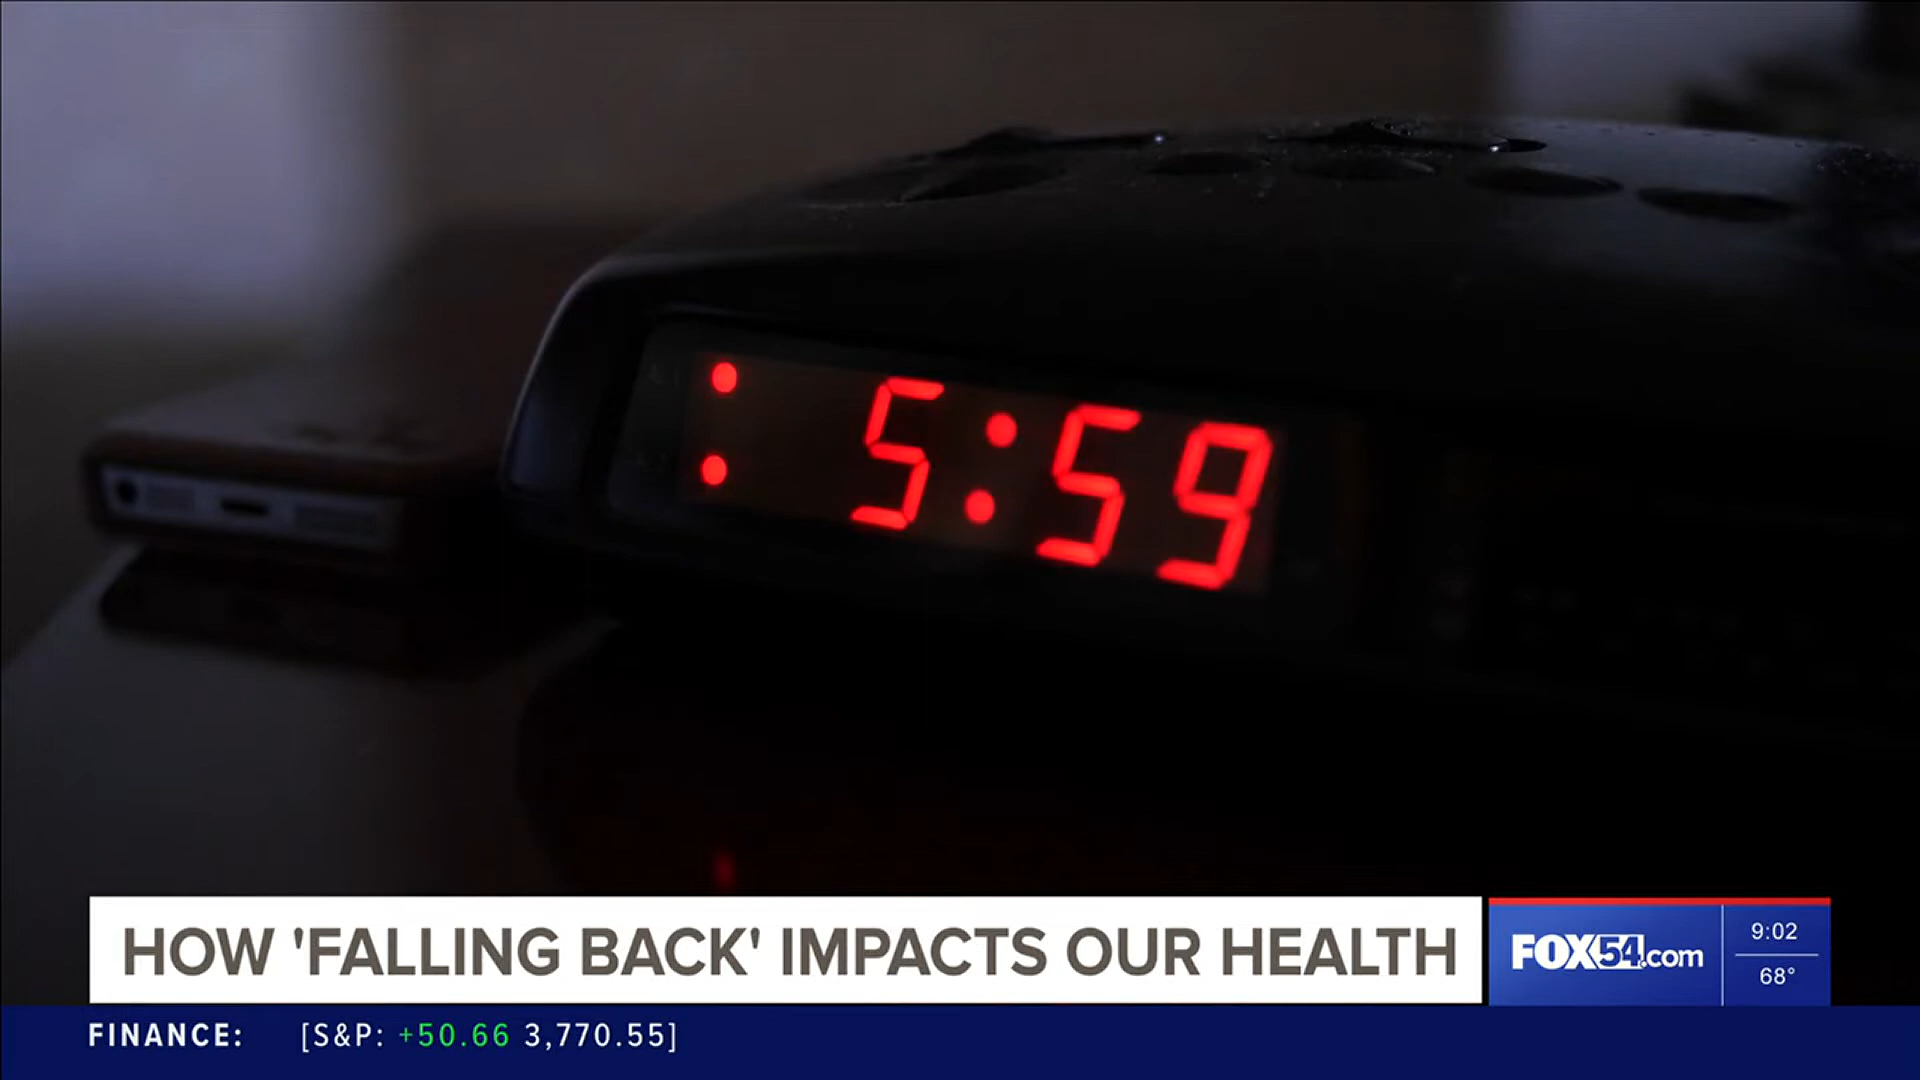 5:59
HOW 'FALLING BACK' IMPACTS OUR HEALTH
FOX54.com
9:02
68°
FINANCE: [S&P: +50.66 3,770.55]